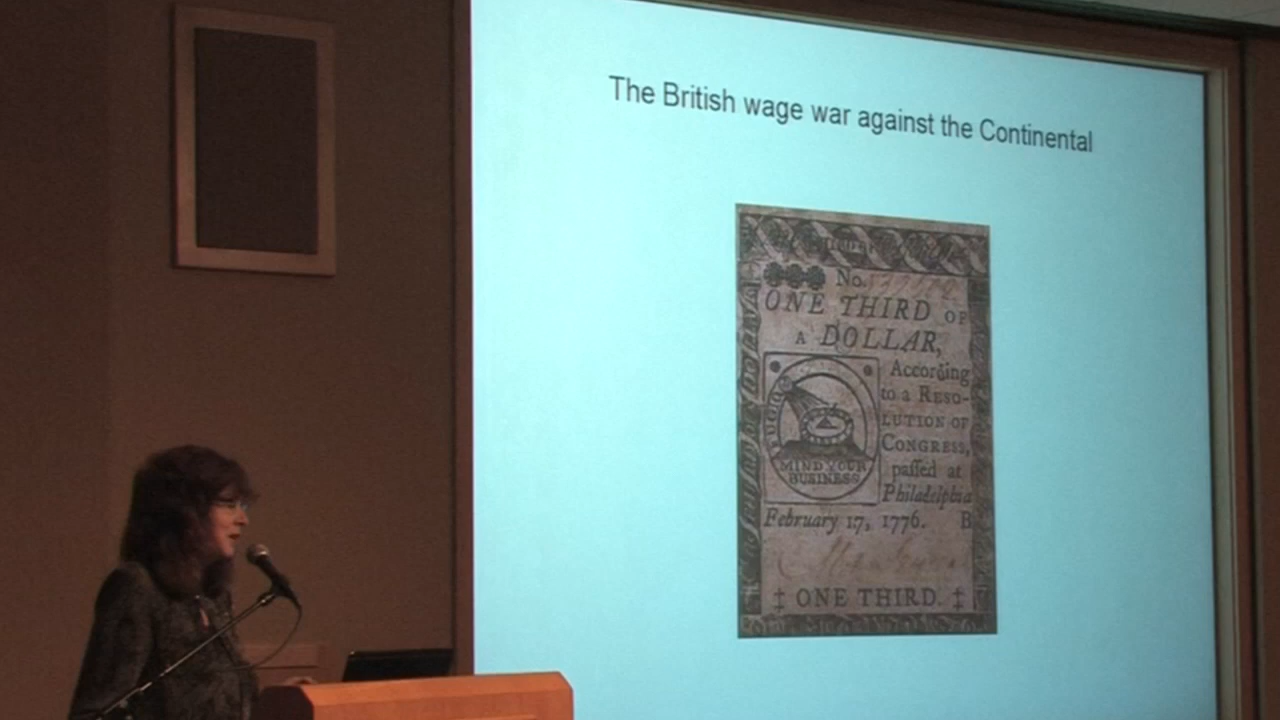 The British wage war against the Continental
No.
ONE THIRD OF
A DOLLAR,
According
to a RESO-
LUTION OF
CONGRESS,
paſſed at
Philadelphia
February 17, 1776. B
MIND YOUR
BUSINESS
‡ ONE THIRD. ‡